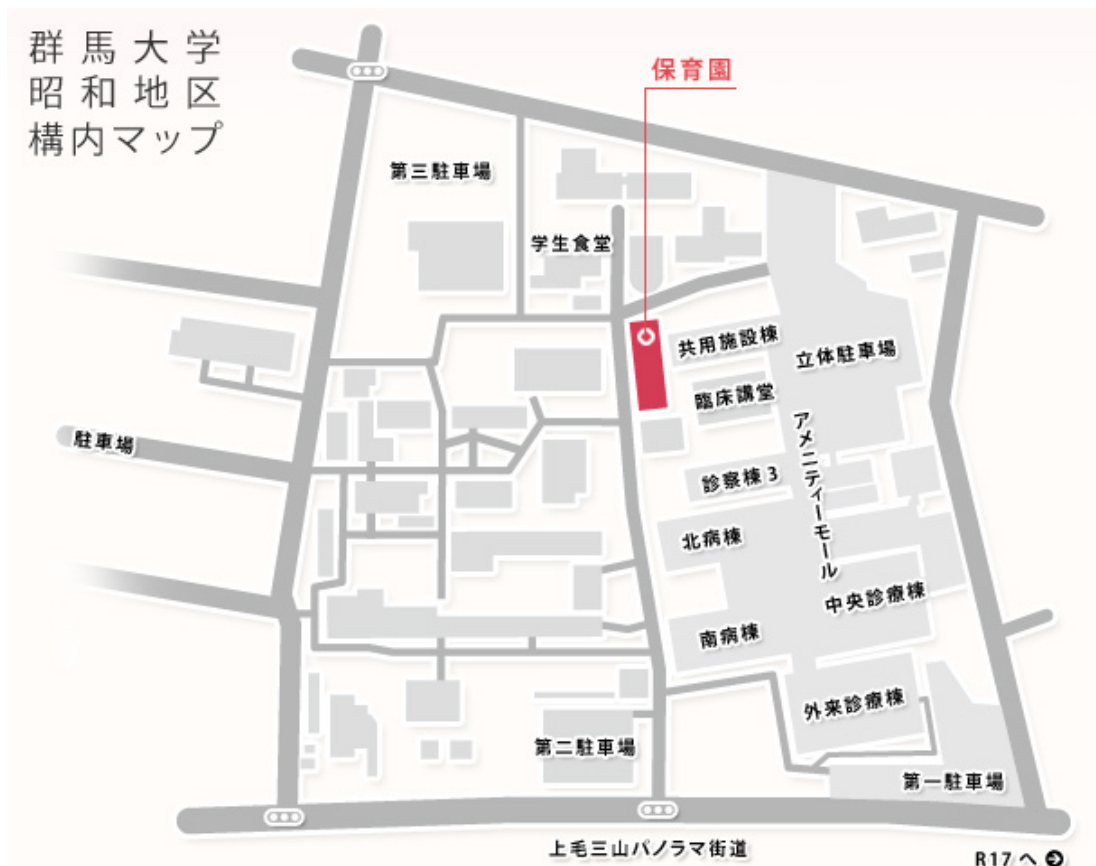 群馬大学
昭和地区
構内マップ
保育園
第三駐車場
学生食堂
共用施設棟
立体駐車場
臨床講堂
アメニティーモール
駐車場
診察棟3
北病棟
中央診療棟
南病棟
外来診療棟
第二駐車場
第一駐車場
上毛三山パノラマ街道
R17へ